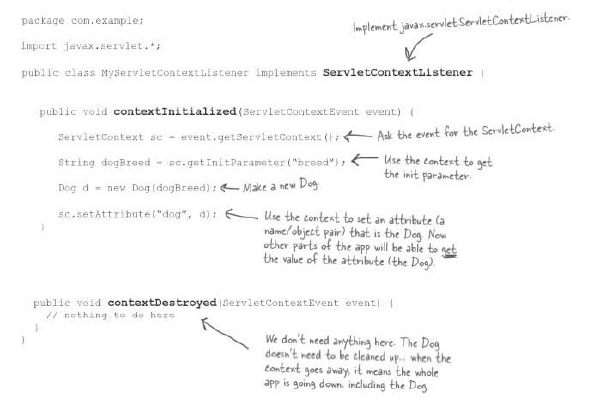 package com.example;
Implement javax.servlet.ServletContextListener.
import javax.servlet.*;
public class MyServletContextListener implements ServletContextListener {
public void contextInitialized(ServletContextEvent event) {
ServletContext sc = event.getServletContext();
Ask the event for the ServletContext.
String dogBreed = sc.getInitParameter("breed");
Use the context to get
the init parameter.
Dog d = new Dog(dogBreed);
Make a new Dog.
sc.setAttribute("dog", d);
Use the context to set an attribute (a
name/object pair) that is the Dog. Now
other parts of the app will be able to get
the value of the attribute (the Dog).
}
public void contextDestroyed(ServletContextEvent event) {
// nothing to do here
}
}
We don't need anything here. The Dog
doesn't need to be cleaned up... when the
context goes away, it means the whole
app is going down, including the Dog